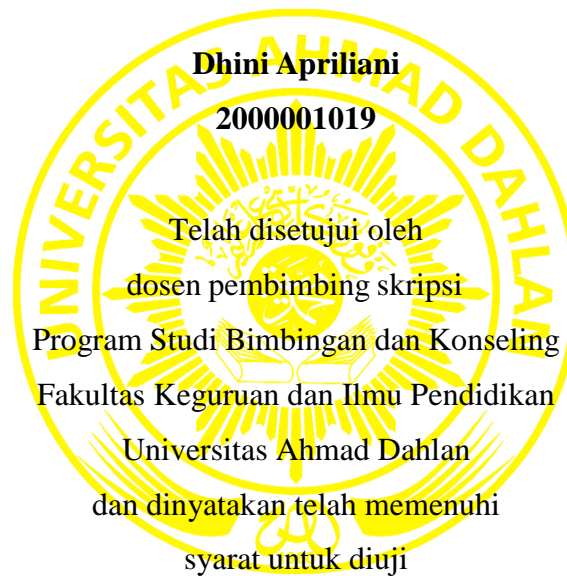 UNIVERSITAS AHMAD DAHLAN
Dhini Apriliani
2000001019
Telah disetujui oleh
dosen pembimbing skripsi
Program Studi Bimbingan dan Konseling
Fakultas Keguruan dan Ilmu Pendidikan
Universitas Ahmad Dahlan
dan dinyatakan telah memenuhi
syarat untuk diuji